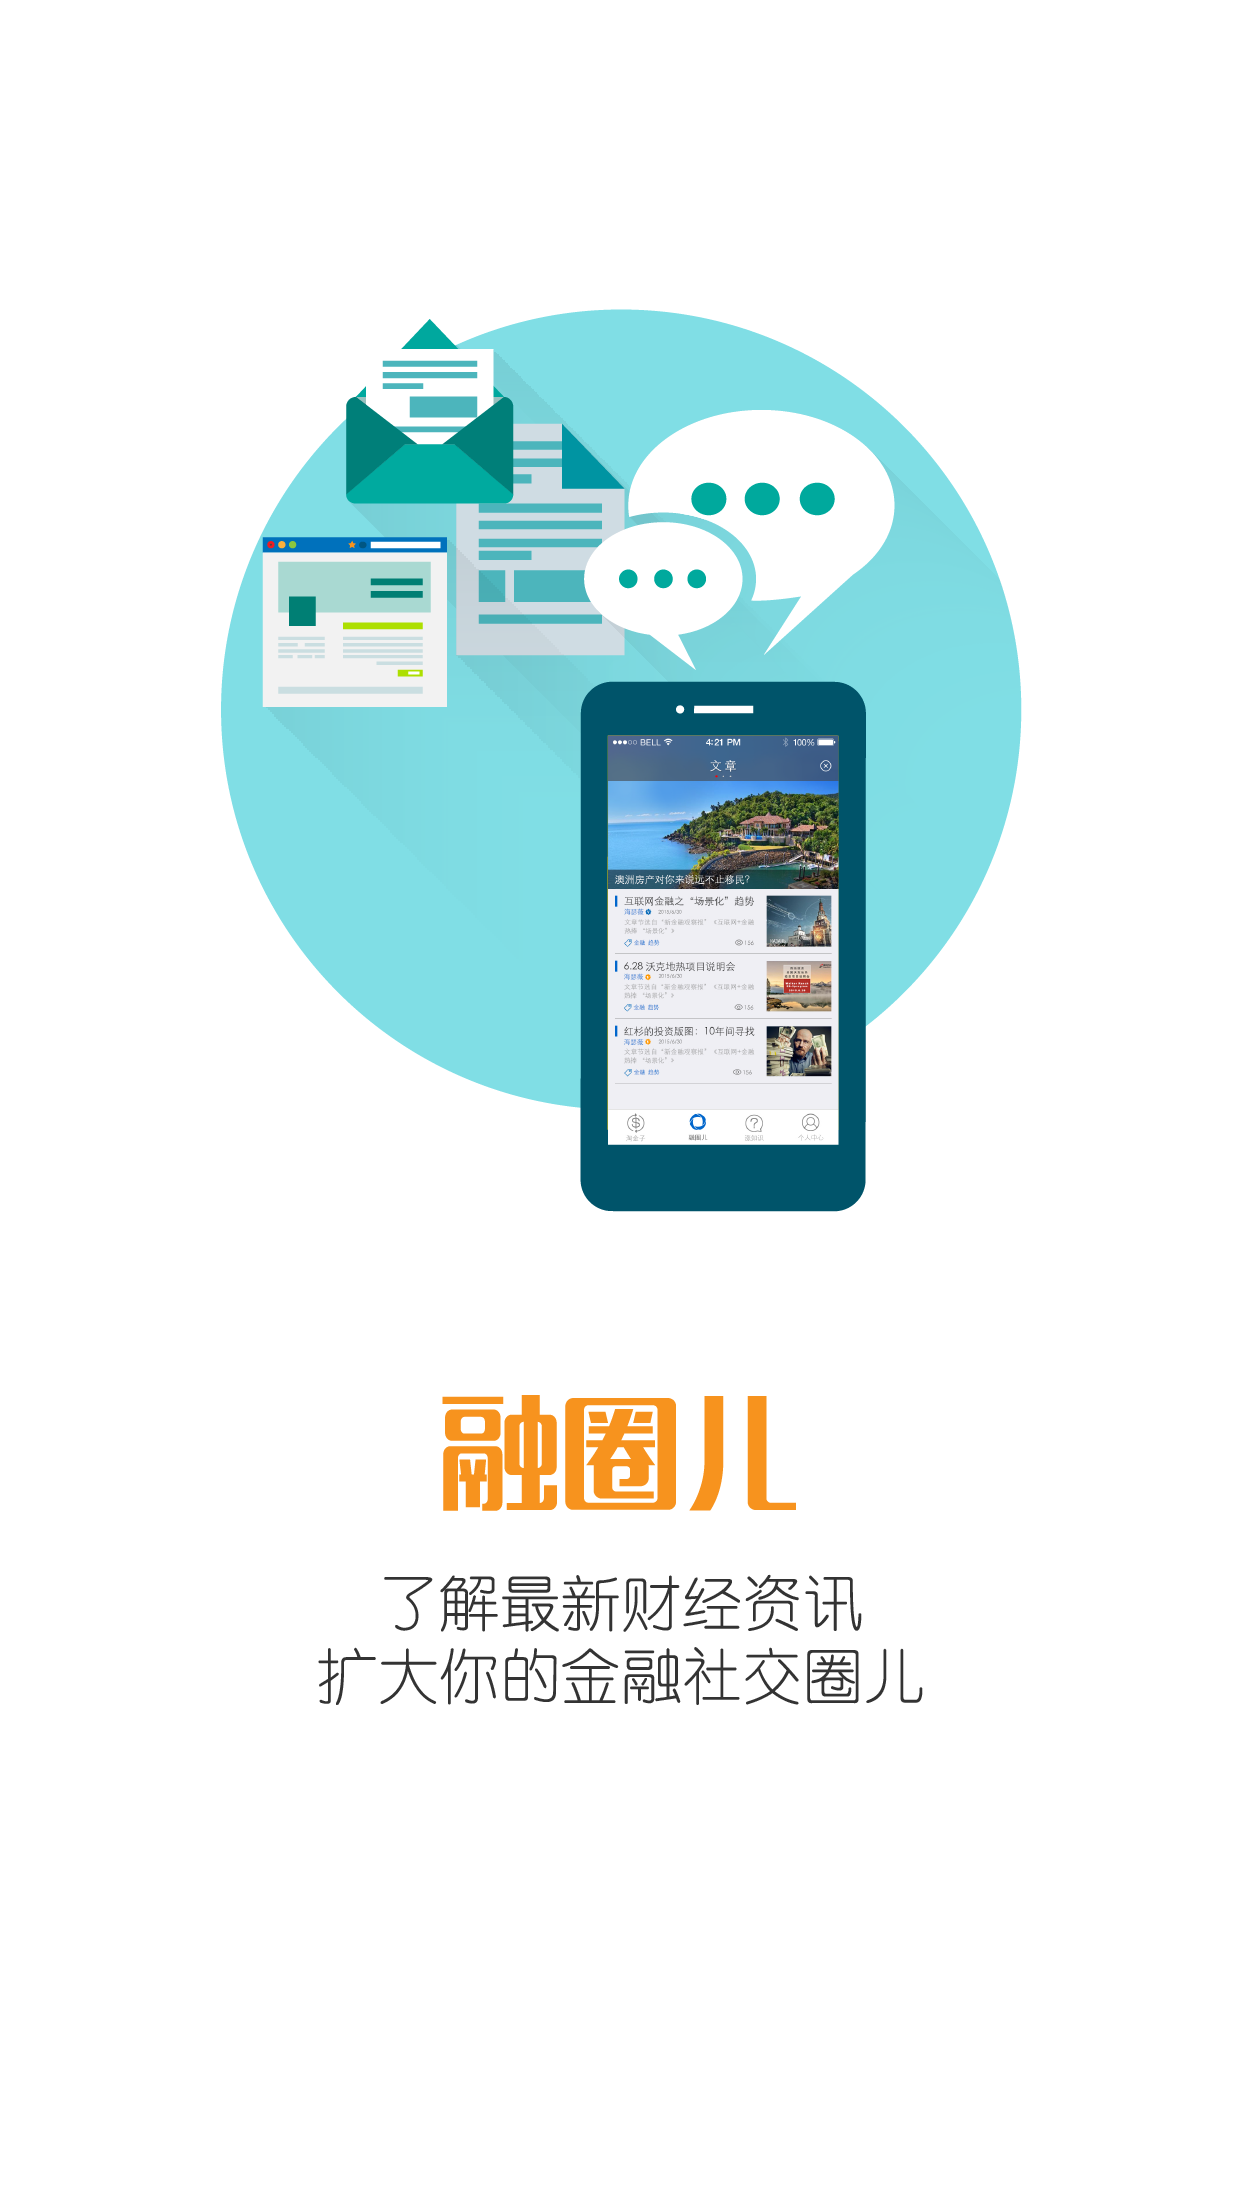 BELL 4:21 PM 100%
文章
澳洲房产对你来说远不止移民?
互联网金融之“场景化”趋势
海瑟薇 2015/6/30
文章节选自“新金融观察报”《互联网+金融
热捧 “场景化”》
金融 趋势 156
6.28 沃克地热项目说明会
海瑟薇 2015/6/30
文章节选自“新金融观察报”《互联网+金融
热捧 “场景化”》
金融 趋势 156
红杉的投资版图：10年间寻找
海瑟薇 2015/6/30
文章节选自“新金融观察报”《互联网+金融
热捧 “场景化”》
金融 趋势 156
淘金子 融圈儿 涨知识 个人中心
融圈儿
了解最新财经资讯
扩大你的金融社交圈儿